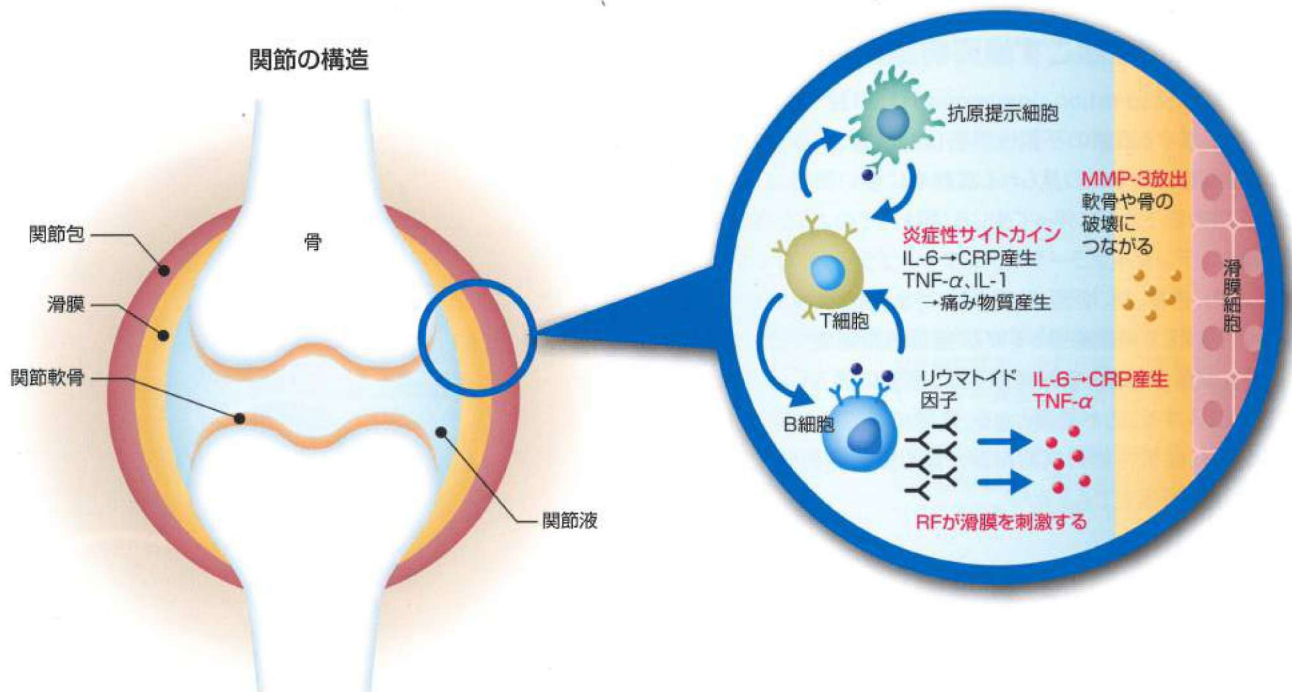 関節の構造
骨
関節包
滑膜
関節軟骨
関節液
抗原提示細胞
MMP-3放出
軟骨や骨の
破壊に
つながる
炎症性サイトカイン
IL-6→CRP産生
TNF-α、IL-1
→痛み物質産生
T細胞
滑膜細胞
B細胞
リウマトイド
因子
IL-6→CRP産生
TNF-α
RFが滑膜を刺激する